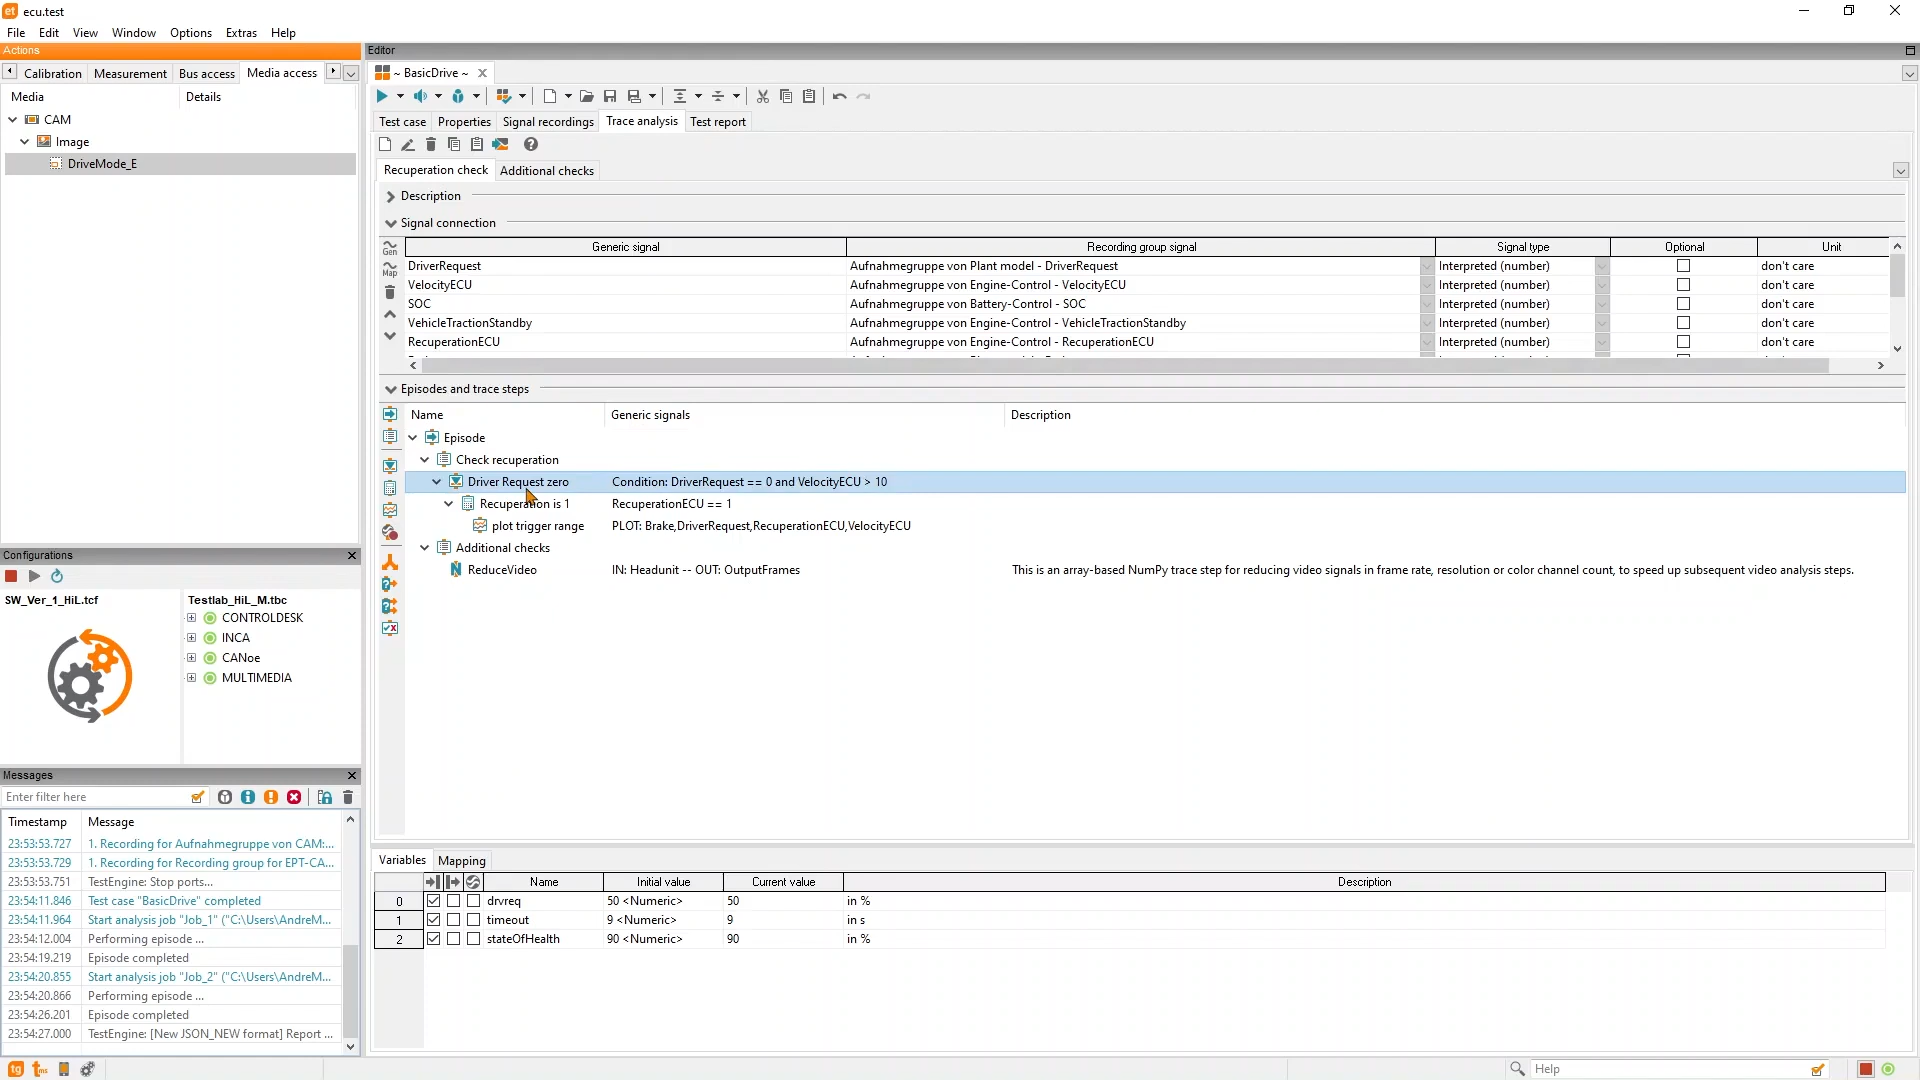 ecu.test
File Edit View Window Options Extras Help
Actions
Calibration Measurement Bus access Media access
Media Details
CAM
Image
DriveMode_E
Configurations
SW_Ver_1_HiL.tcf Testlab_HiL_M.tbc
CONTROLDESK
INCA
CANoe
MULTIMEDIA
Messages
Enter filter here
Timestamp Message
23:53:53.727 1. Recording for Aufnahmegruppe von CAM:...
23:53:53.729 1. Recording for Recording group for EPT-CA...
23:53:53.751 TestEngine: Stop ports...
23:54:11.846 Test case "BasicDrive" completed
23:54:11.964 Start analysis job "Job_1" ("C:\Users\AndreM...
23:54:12.004 Performing episode ...
23:54:19.219 Episode completed
23:54:20.855 Start analysis job "Job_2" ("C:\Users\AndreM...
23:54:20.866 Performing episode ...
23:54:26.201 Episode completed
23:54:27.000 TestEngine: [New JSON_NEW format] Report ...
Editor
~ BasicDrive ~
Test case Properties Signal recordings Trace analysis Test report
Recuperation check Additional checks
Description
Signal connection
Gen
Map
Generic signal Recording group signal Signal type Optional Unit
DriverRequest Aufnahmegruppe von Plant model - DriverRequest Interpreted (number) don't care
VelocityECU Aufnahmegruppe von Engine-Control - VelocityECU Interpreted (number) don't care
SOC Aufnahmegruppe von Battery-Control - SOC Interpreted (number) don't care
VehicleTractionStandby Aufnahmegruppe von Engine-Control - VehicleTractionStandby Interpreted (number) don't care
RecuperationECU Aufnahmegruppe von Engine-Control - RecuperationECU Interpreted (number) don't care
Episodes and trace steps
Name Generic signals Description
Episode
Check recuperation
Driver Request zero Condition: DriverRequest == 0 and VelocityECU > 10
Recuperation is 1 RecuperationECU == 1
plot trigger range PLOT: Brake,DriverRequest,RecuperationECU,VelocityECU
Additional checks
ReduceVideo IN: Headunit -- OUT: OutputFrames This is an array-based NumPy trace step for reducing video signals in frame rate, resolution or color channel count, to speed up subsequent video analysis steps.
Variables Mapping
Name Initial value Current value Description
0 drvreq 50 <Numeric> 50 in %
1 timeout 9 <Numeric> 9 in s
2 stateOfHealth 90 <Numeric> 90 in %
Help